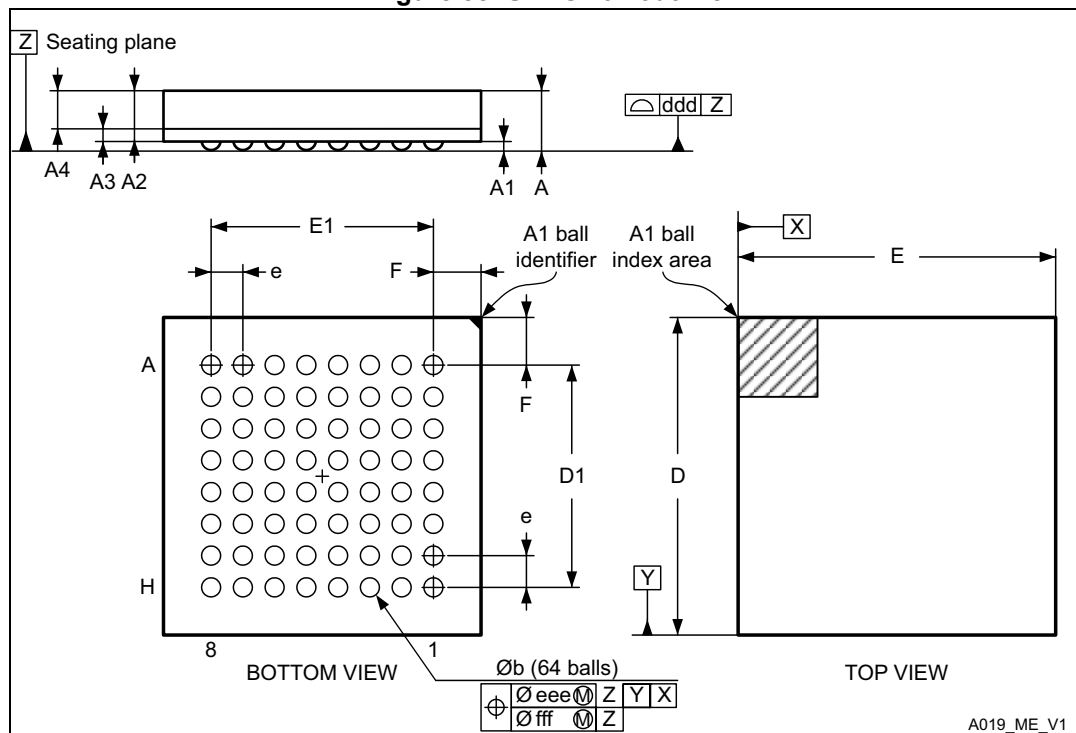 Z Seating plane
ddd Z
A4
A3 A2
A1 A
E1
A1 ball
identifier
A1 ball
index area
X
e
F
E
A
F
D1
D
e
Y
H
8
1
BOTTOM VIEW
Øb (64 balls)
TOP VIEW
Ø eee Ⓜ Z Y X
Ø fff Ⓜ Z
A019_ME_V1